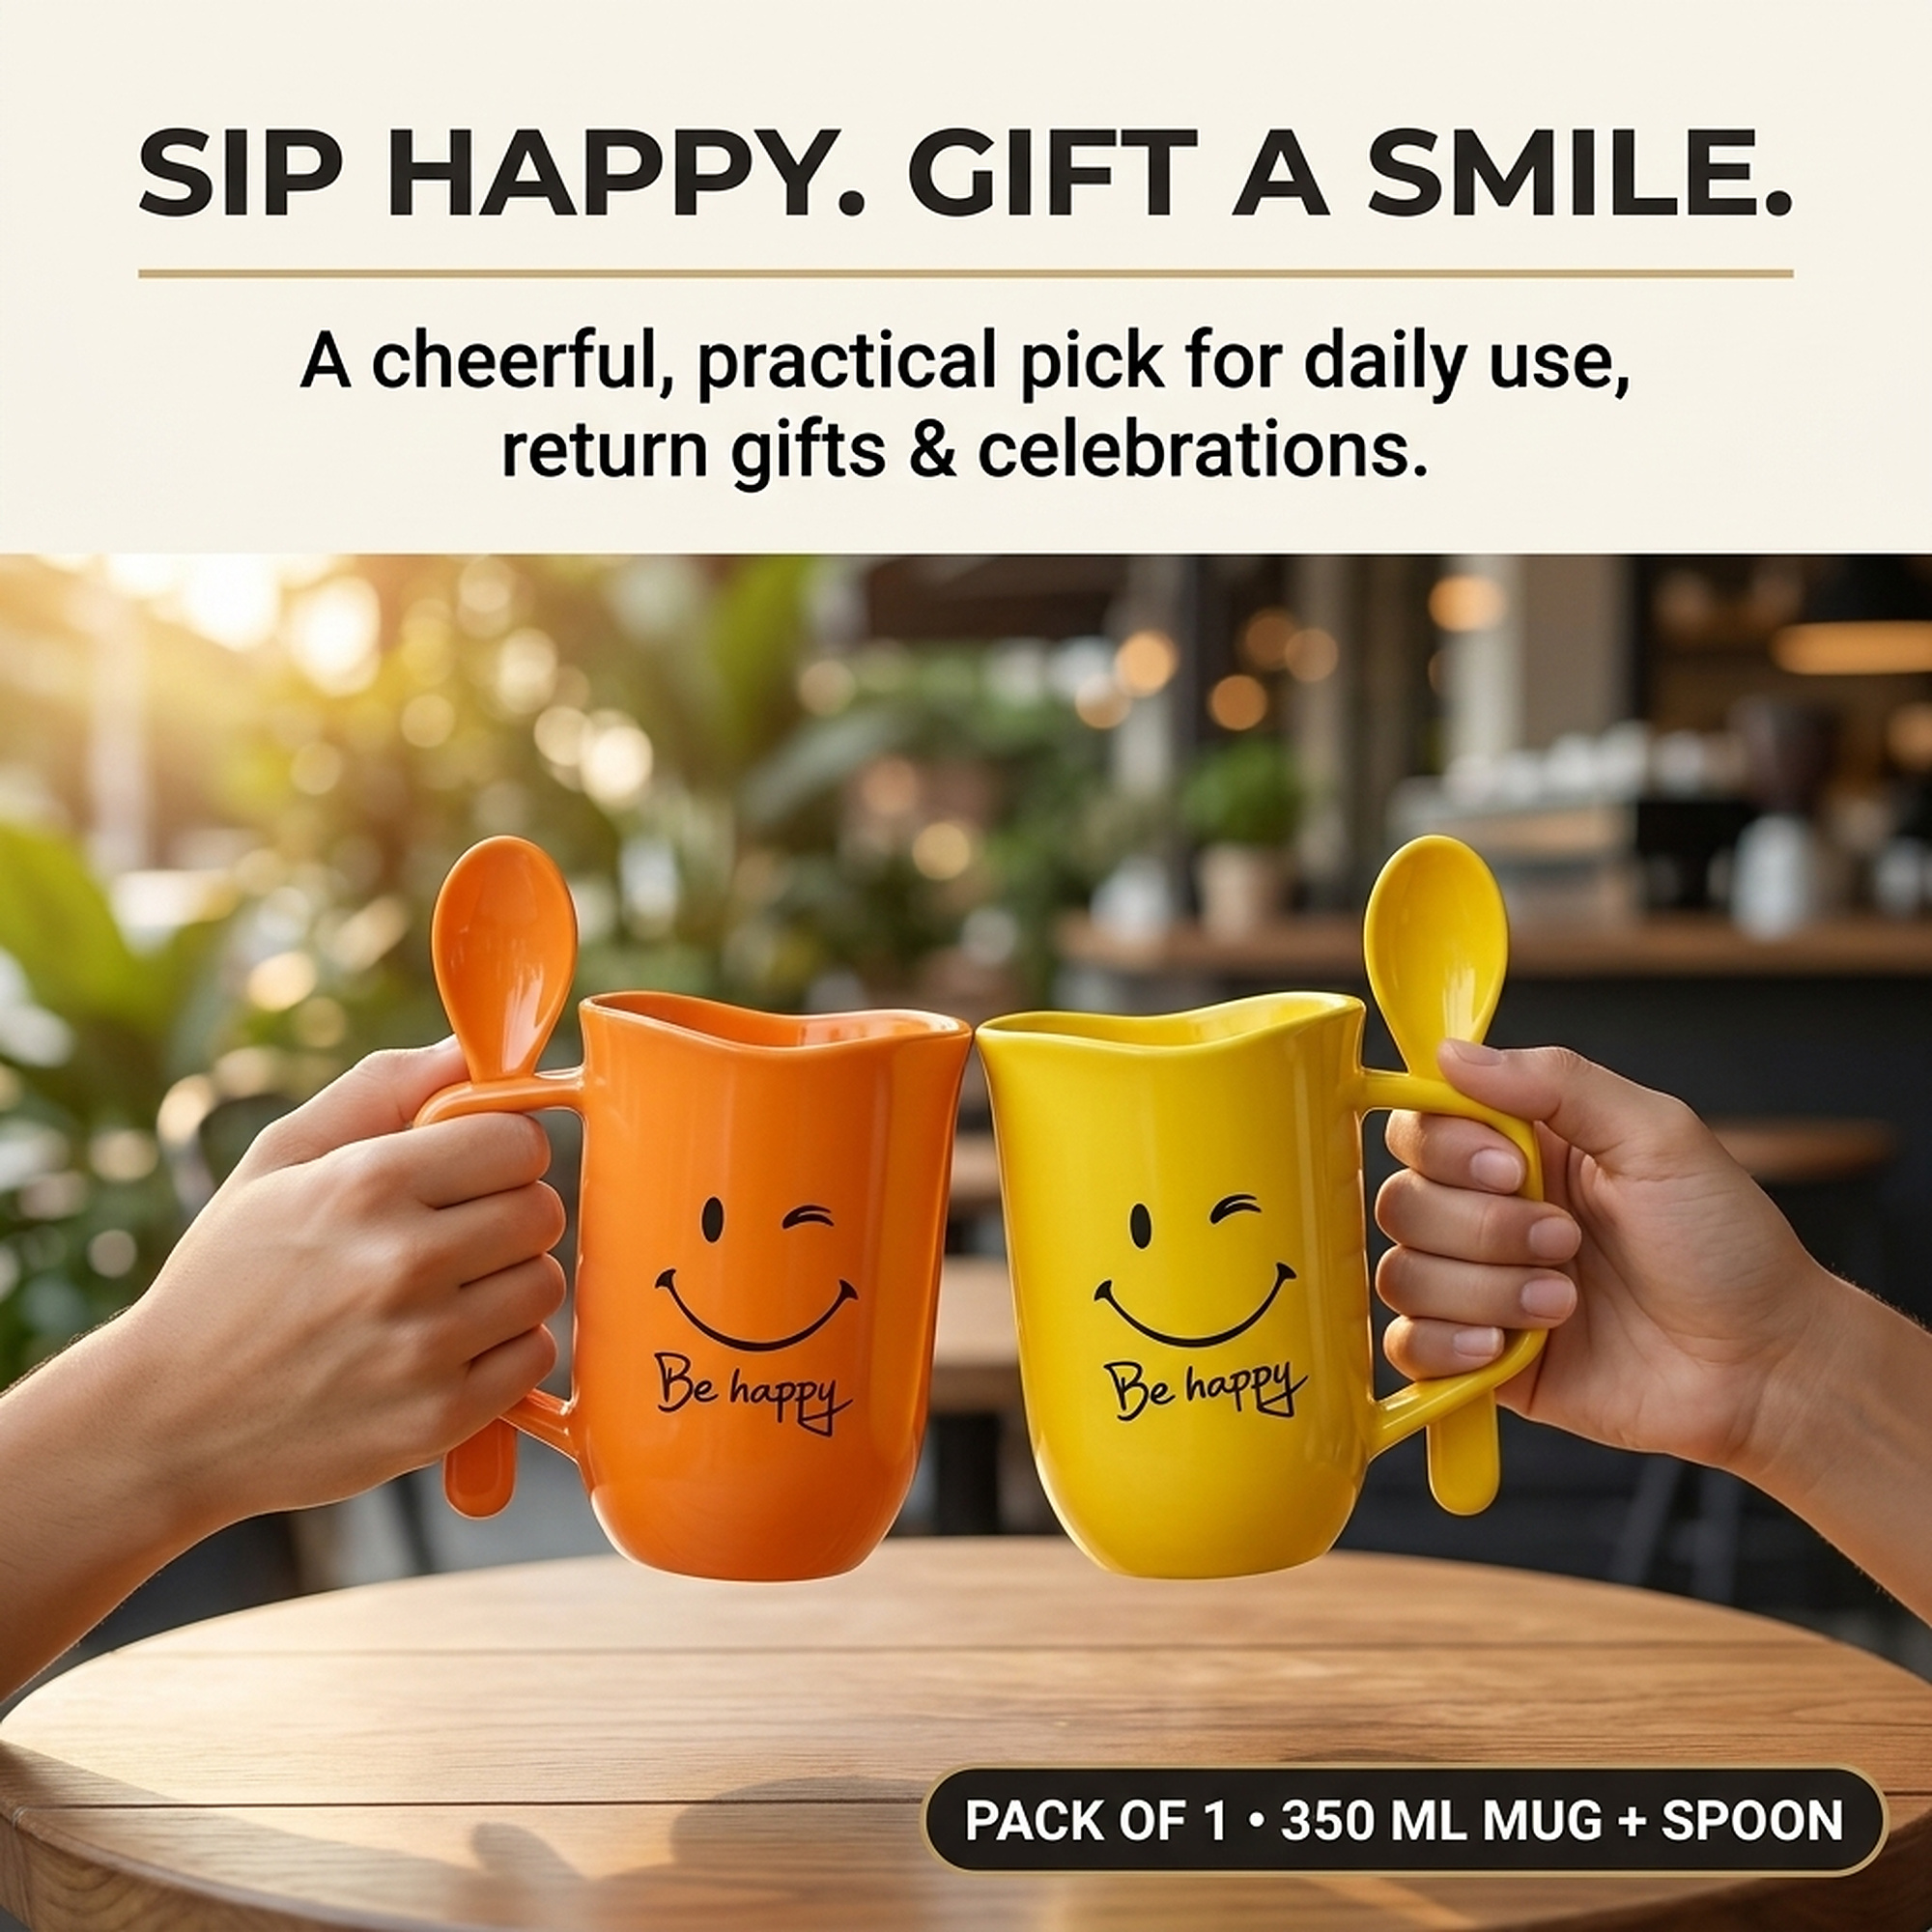 SIP HAPPY. GIFT A SMILE.
A cheerful, practical pick for daily use,
return gifts & celebrations.
Be happy
Be happy
PACK OF 1 • 350 ML MUG + SPOON